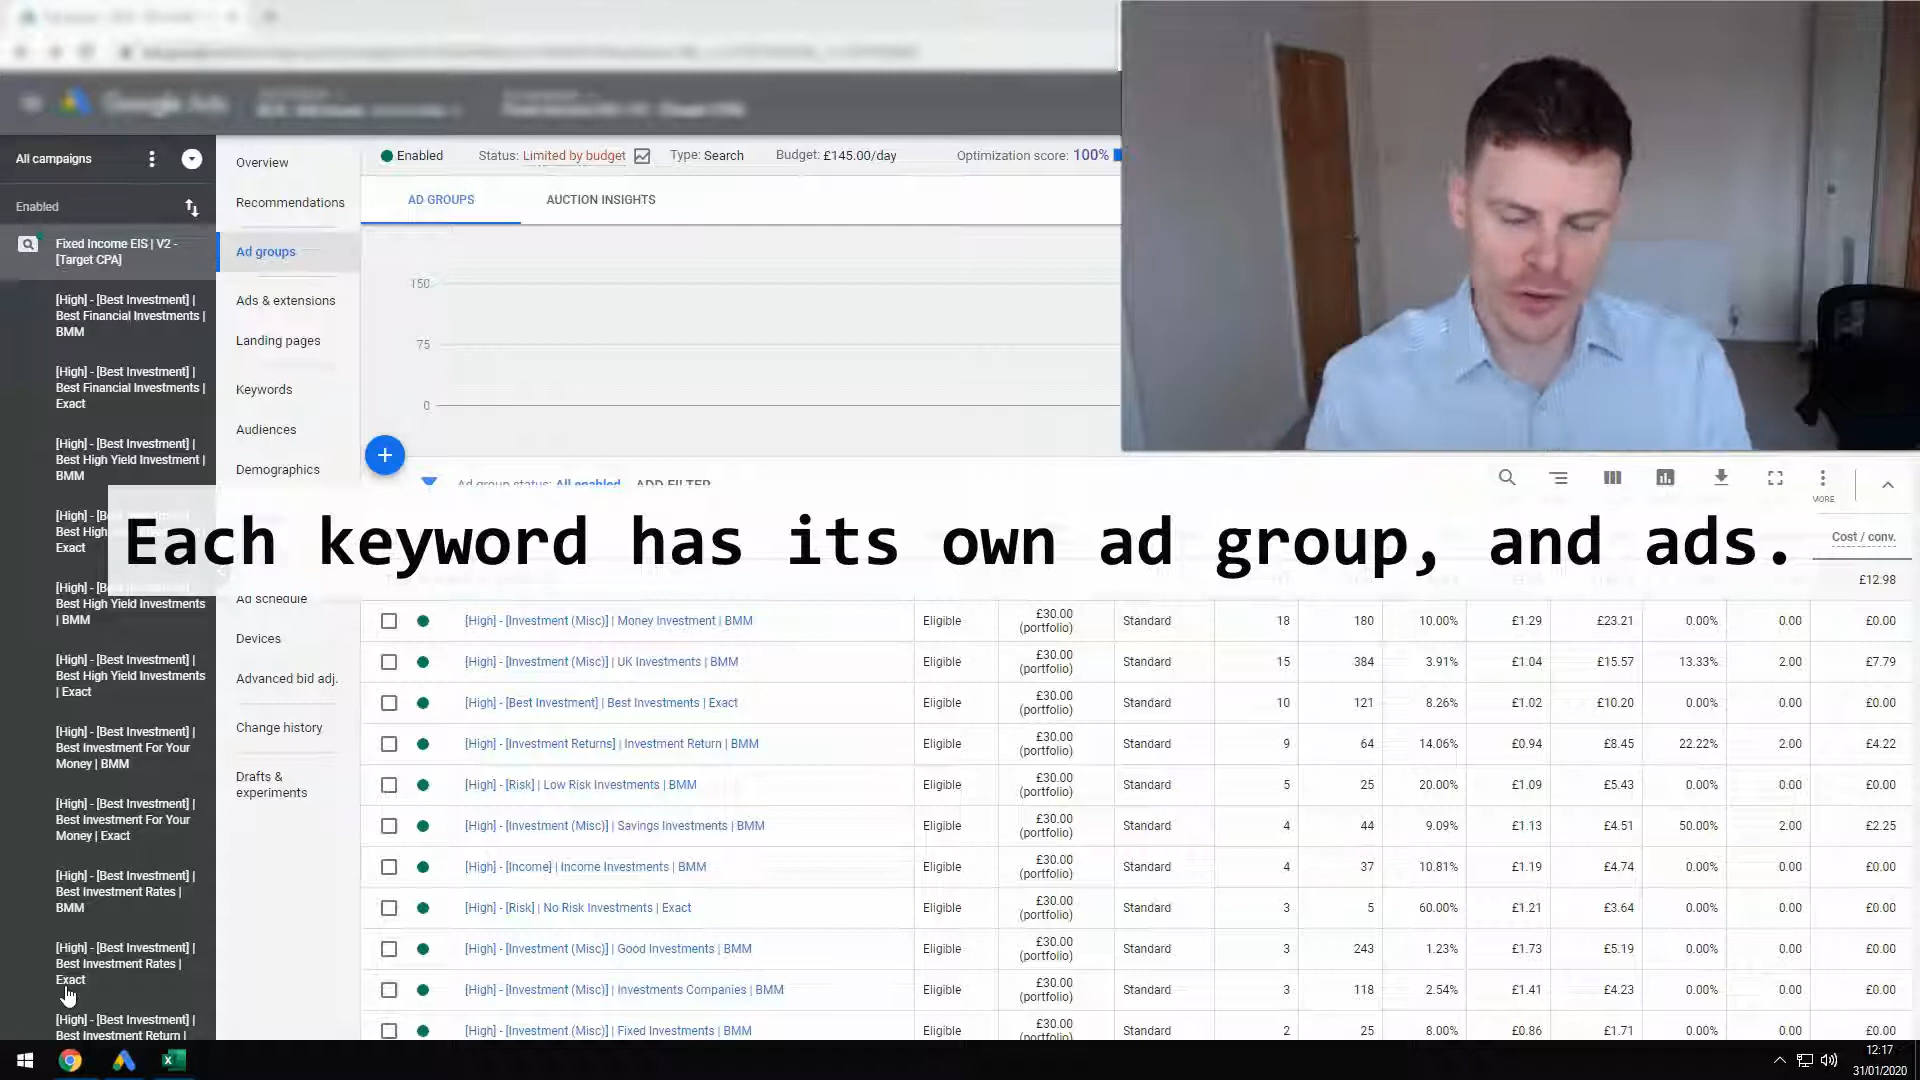 Google Ads
All campaigns
Enabled
Fixed Income EIS | V2 -
[Target CPA]
[High] - [Best Investment] |
Best Financial Investments |
BMM
[High] - [Best Investment] |
Best Financial Investments |
Exact
[High] - [Best Investment] |
Best High Yield Investment |
BMM
[High]
Best High
Exact
Best High Yield Investments
| BMM
[High] - [Best Investment] |
Best High Yield Investments
| Exact
[High] - [Best Investment] |
Best Investment For Your
Money | BMM
[High] - [Best Investment] |
Best Investment For Your
Money | Exact
[High] - [Best Investment] |
Best Investment Rates |
BMM
[High] - [Best Investment] |
Best Investment Rates |
Exact
[High] - [Best Investment] |
Best Investment Return |
Overview
Recommendations
Ad groups
Ads & extensions
Landing pages
Keywords
Audiences
Demographics
Ad schedule
Devices
Advanced bid adj.
Change history
Drafts &
experiments
Enabled Status: Limited by budget Type: Search Budget: £145.00/day Optimization score: 100%
AD GROUPS AUCTION INSIGHTS
150
75
0
Ad group status: All enabled ADD FILTER
MORE
Each keyword has its own ad group, and ads.
Cost / conv.
£12.98
[High] - [Investment (Misc)] | Money Investment | BMM Eligible £30.00 (portfolio) Standard 18 180 10.00% £1.29 £23.21 0.00% 0.00 £0.00
[High] - [Investment (Misc)] | UK Investments | BMM Eligible £30.00 (portfolio) Standard 15 384 3.91% £1.04 £15.57 13.33% 2.00 £7.79
[High] - [Best Investment] | Best Investments | Exact Eligible £30.00 (portfolio) Standard 10 121 8.26% £1.02 £10.20 0.00% 0.00 £0.00
[High] - [Investment Returns] | Investment Return | BMM Eligible £30.00 (portfolio) Standard 9 64 14.06% £0.94 £8.45 22.22% 2.00 £4.22
[High] - [Risk] | Low Risk Investments | BMM Eligible £30.00 (portfolio) Standard 5 25 20.00% £1.09 £5.43 0.00% 0.00 £0.00
[High] - [Investment (Misc)] | Savings Investments | BMM Eligible £30.00 (portfolio) Standard 4 44 9.09% £1.13 £4.51 50.00% 2.00 £2.25
[High] - [Income] | Income Investments | BMM Eligible £30.00 (portfolio) Standard 4 37 10.81% £1.19 £4.74 0.00% 0.00 £0.00
[High] - [Risk] | No Risk Investments | Exact Eligible £30.00 (portfolio) Standard 3 5 60.00% £1.21 £3.64 0.00% 0.00 £0.00
[High] - [Investment (Misc)] | Good Investments | BMM Eligible £30.00 (portfolio) Standard 3 243 1.23% £1.73 £5.19 0.00% 0.00 £0.00
[High] - [Investment (Misc)] | Investments Companies | BMM Eligible £30.00 (portfolio) Standard 3 118 2.54% £1.41 £4.23 0.00% 0.00 £0.00
[High] - [Investment (Misc)] | Fixed Investments | BMM Eligible £30.00 (portfolio) Standard 2 25 8.00% £0.86 £1.71 0.00% 0.00 £0.00
12:17
31/01/2020